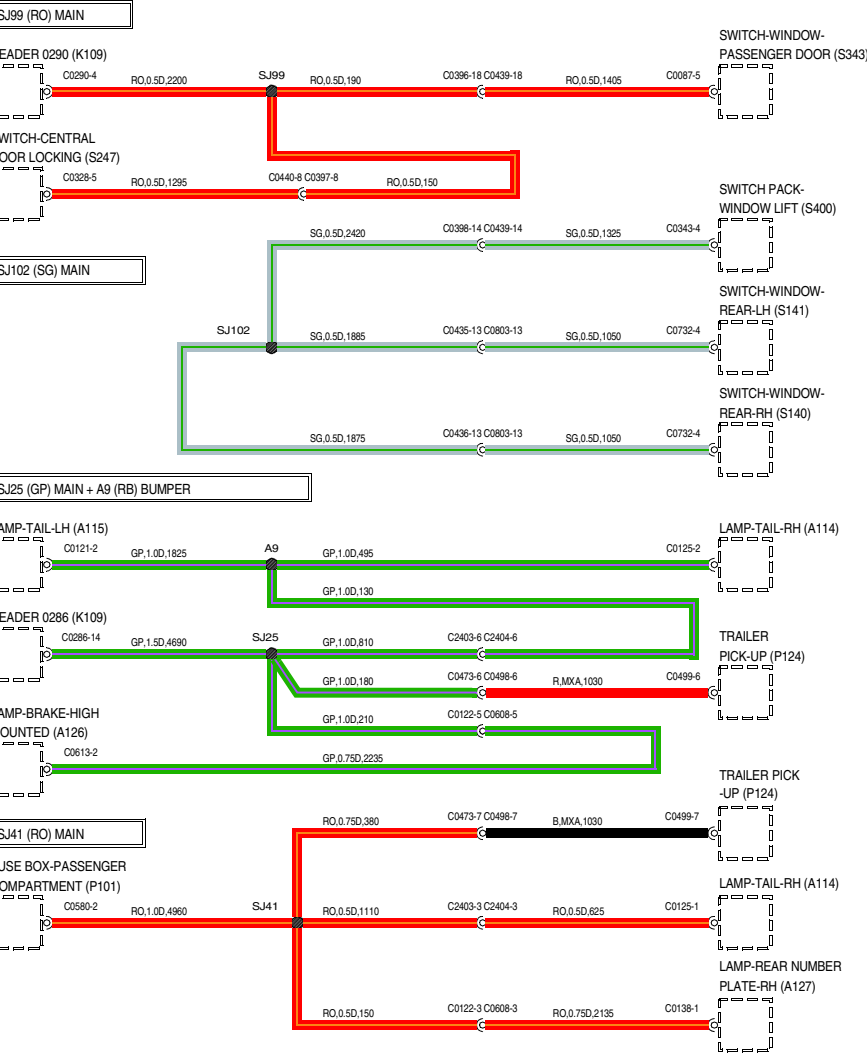 SJ99 (RO) MAIN
EADER 0290 (K109)
C0290-4
RO,0.5D,2200
SJ99
RO,0.5D,190
C0396-18 C0439-18
RO,0.5D,1405
C0087-5
SWITCH-WINDOW-
PASSENGER DOOR (S343)
WITCH-CENTRAL
OOR LOCKING (S247)
C0328-5
RO,0.5D,1295
C0440-8 C0397-8
RO,0.5D,150
SWITCH PACK-
WINDOW LIFT (S400)
SG,0.5D,2420
C0398-14 C0439-14
SG,0.5D,1325
C0343-4
SJ102 (SG) MAIN
SWITCH-WINDOW-
REAR-LH (S141)
SJ102
SG,0.5D,1885
C0435-13 C0803-13
SG,0.5D,1050
C0732-4
SWITCH-WINDOW-
REAR-RH (S140)
SG,0.5D,1875
C0436-13 C0803-13
SG,0.5D,1050
C0732-4
SJ25 (GP) MAIN + A9 (RB) BUMPER
AMP-TAIL-LH (A115)
C0121-2
GP,1.0D,1825
A9
GP,1.0D,495
C0125-2
LAMP-TAIL-RH (A114)
GP,1.0D,130
EADER 0286 (K109)
C0286-14
GP,1.5D,4690
SJ25
GP,1.0D,810
C2403-6 C2404-6
TRAILER
PICK-UP (P124)
GP,1.0D,180
C0473-6 C0498-6
R,MXA,1030
C0499-6
AMP-BRAKE-HIGH
OUNTED (A126)
GP,1.0D,210
C0122-5 C0608-5
C0613-2
GP,0.75D,2235
TRAILER PICK
-UP (P124)
SJ41 (RO) MAIN
RO,0.75D,380
C0473-7 C0498-7
B,MXA,1030
C0499-7
USE BOX-PASSENGER
OMPARTMENT (P101)
C0580-2
RO,1.0D,4960
SJ41
RO,0.5D,1110
C2403-3 C2404-3
RO,0.5D,625
C0125-1
LAMP-TAIL-RH (A114)
LAMP-REAR NUMBER
PLATE-RH (A127)
RO,0.5D,150
C0122-3 C0608-3
RO,0.75D,2135
C0138-1